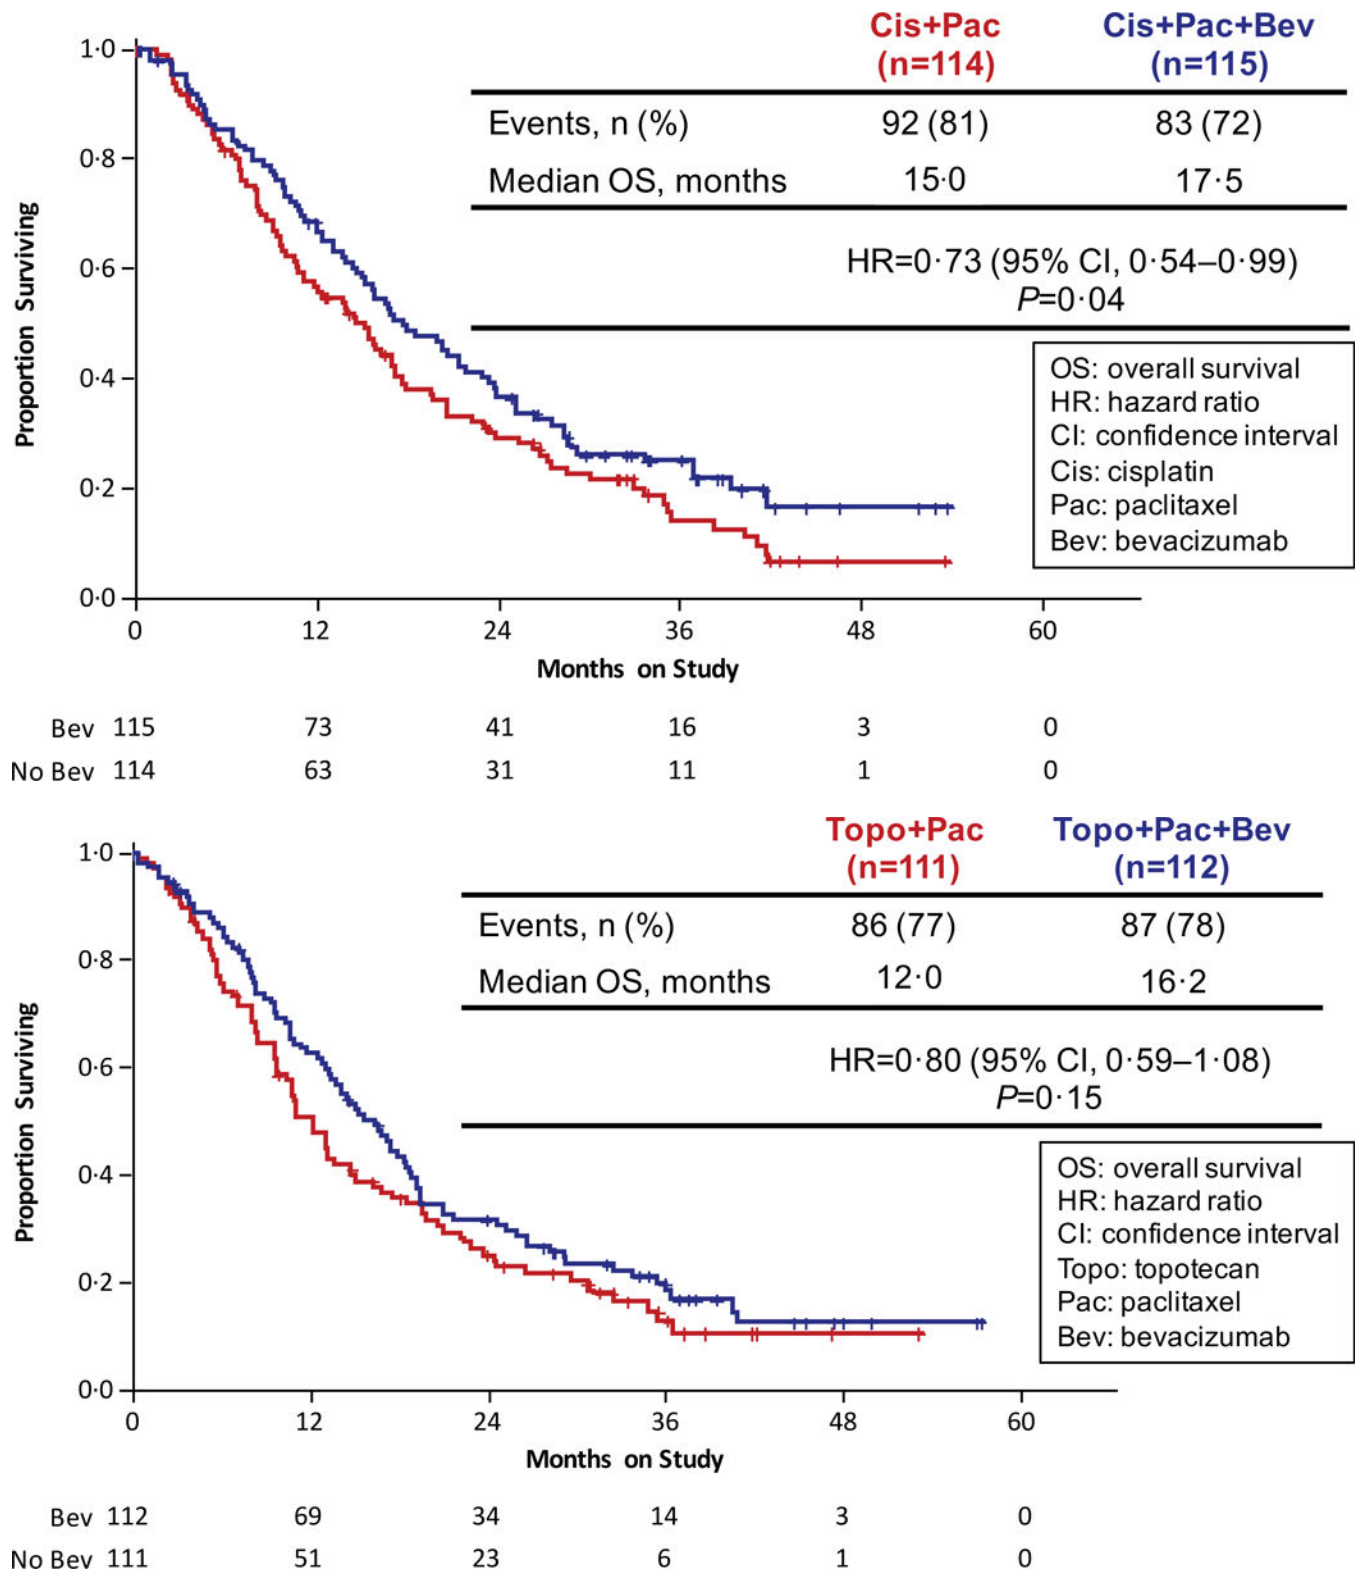 Cis+Pac Cis+Pac+Bev
(n=114) (n=115)
Events, n (%) 92 (81) 83 (72)
Median OS, months 15·0 17·5
HR=0·73 (95% CI, 0·54–0·99)
P=0·04
OS: overall survival
HR: hazard ratio
CI: confidence interval
Cis: cisplatin
Pac: paclitaxel
Bev: bevacizumab
Proportion Surviving
1·0
0·8
0·6
0·4
0·2
0·0
0 12 24 36 48 60
Months on Study
Bev 115 73 41 16 3 0
No Bev 114 63 31 11 1 0
Topo+Pac Topo+Pac+Bev
(n=111) (n=112)
Events, n (%) 86 (77) 87 (78)
Median OS, months 12·0 16·2
HR=0·80 (95% CI, 0·59–1·08)
P=0·15
OS: overall survival
HR: hazard ratio
CI: confidence interval
Topo: topotecan
Pac: paclitaxel
Bev: bevacizumab
Proportion Surviving
1·0
0·8
0·6
0·4
0·2
0·0
0 12 24 36 48 60
Months on Study
Bev 112 69 34 14 3 0
No Bev 111 51 23 6 1 0